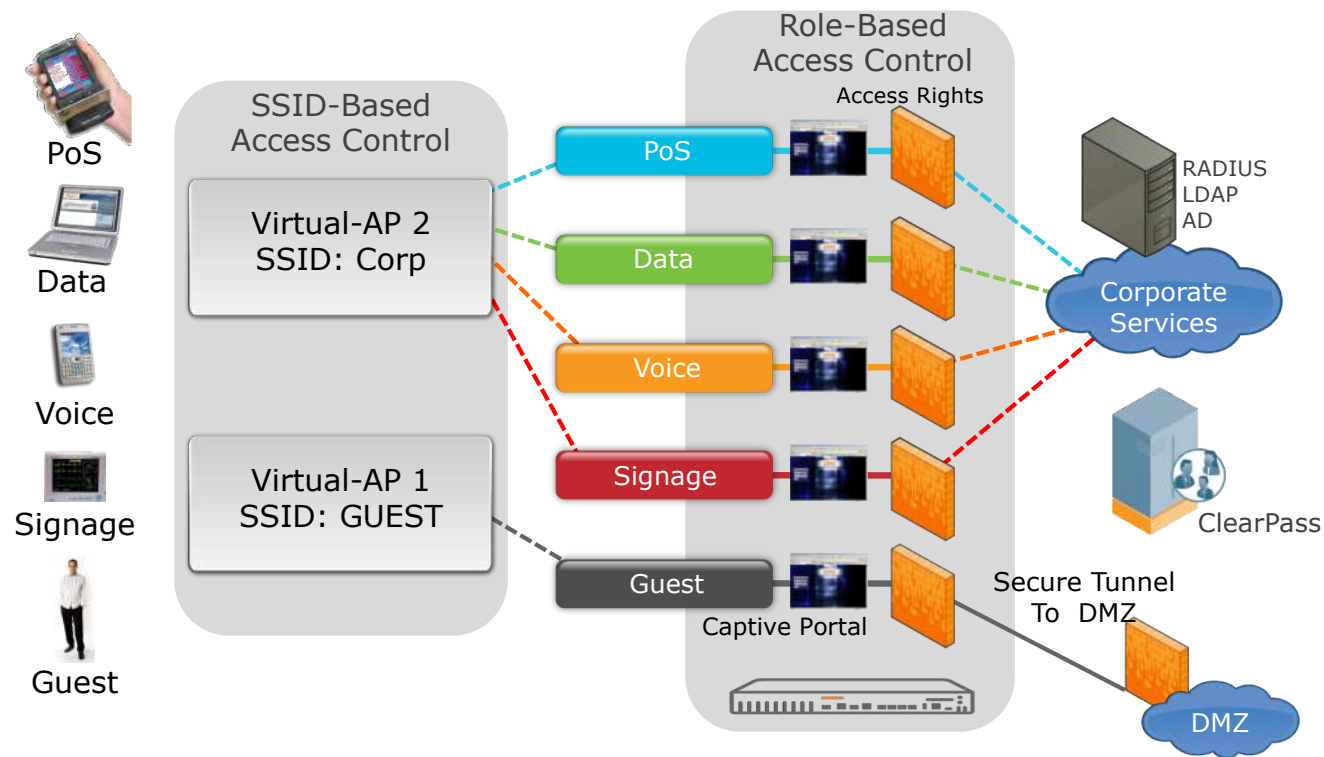 PoS
Data
Voice
Signage
Guest
SSID-Based
Access Control
Virtual-AP 2
SSID: Corp
Virtual-AP 1
SSID: GUEST
PoS
Data
Voice
Signage
Guest
Role-Based
Access Control
Access Rights
Captive Portal
RADIUS
LDAP
AD
Corporate
Services
ClearPass
Secure Tunnel
To DMZ
DMZ